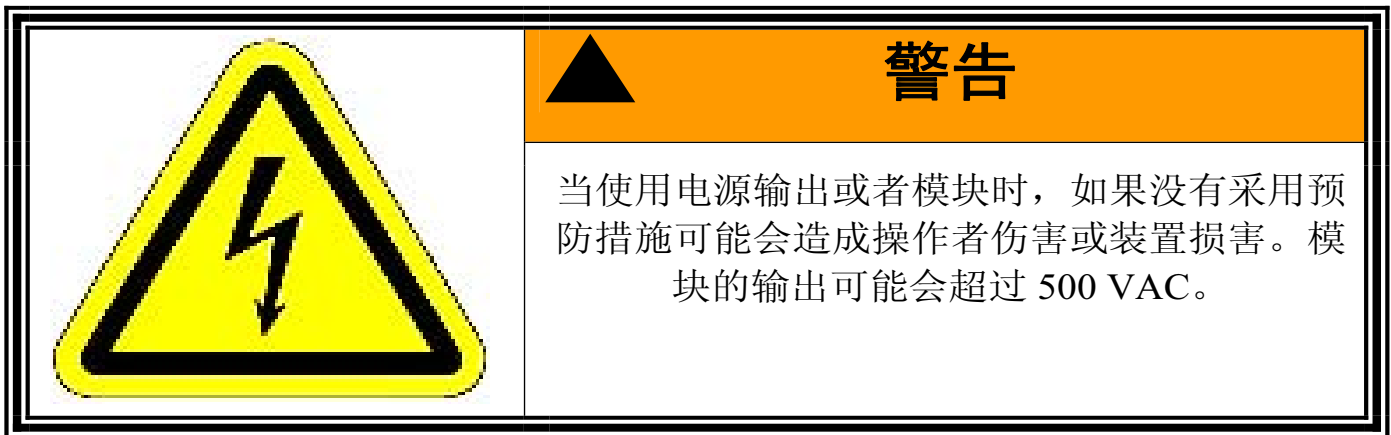 警告
当使用电源输出或者模块时，如果没有采用预
防措施可能会造成操作者伤害或装置损害。模
块的输出可能会超过 500 VAC。